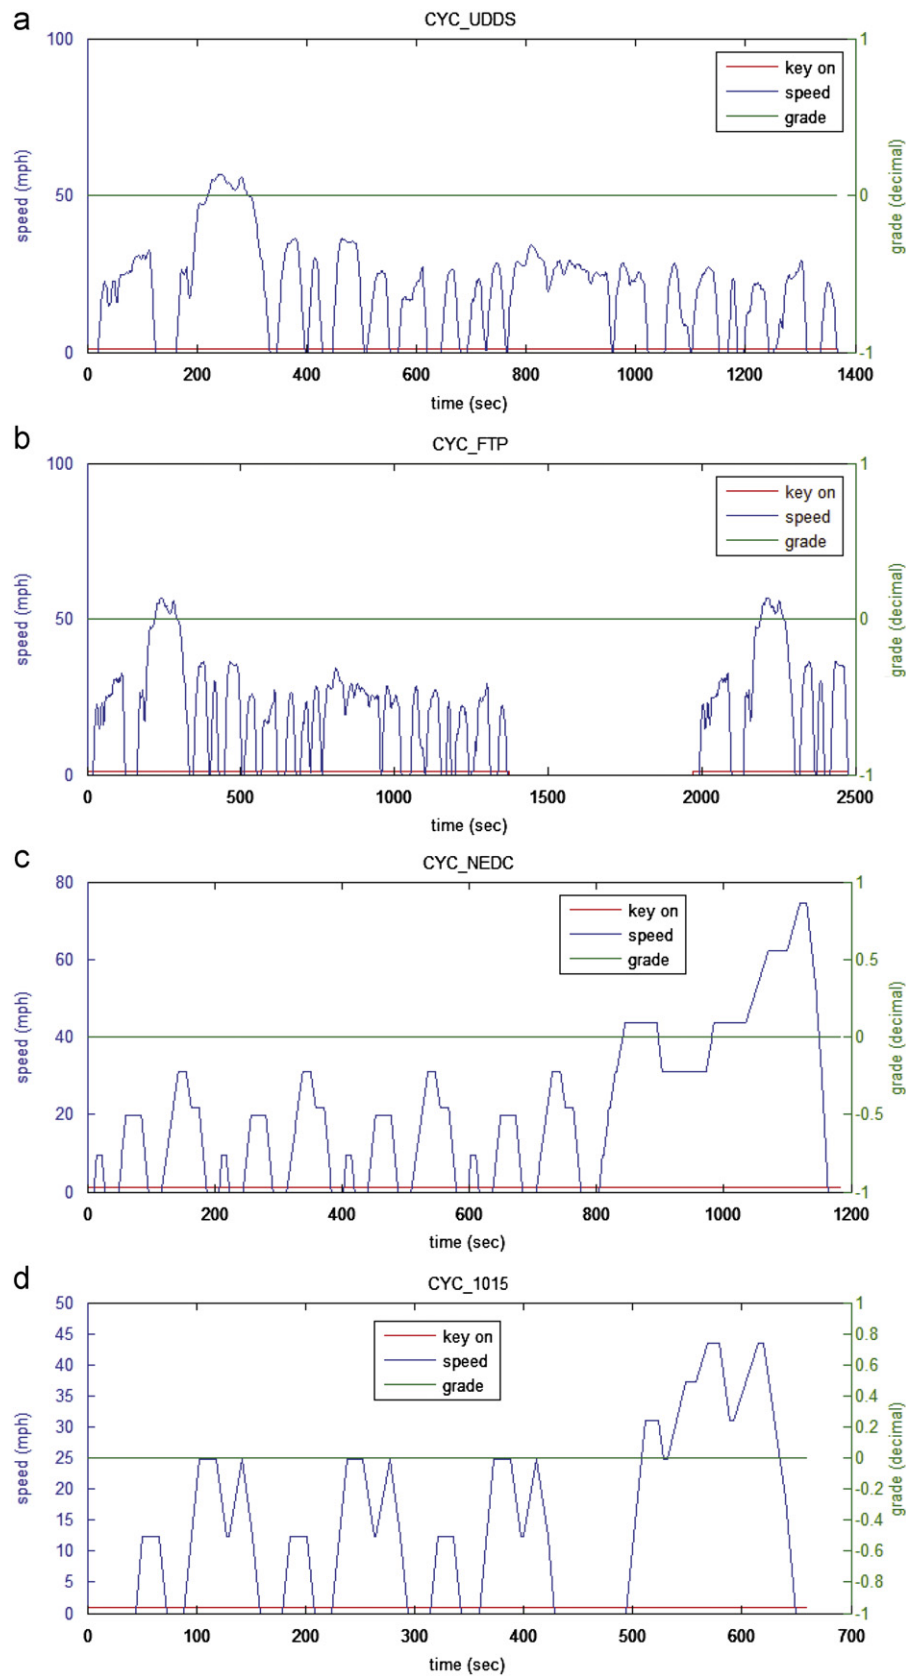 a
CYC_UDDS
100
50
0
speed (mph)
key on
speed
grade
1
0
-1
grade (decimal)
0 200 400 600 800 1000 1200 1400
time (sec)
b
CYC_FTP
100
50
0
speed (mph)
key on
speed
grade
1
0
-1
grade (decimal)
0 500 1000 1500 2000 2500
time (sec)
c
CYC_NEDC
80
60
40
20
0
speed (mph)
key on
speed
grade
1
0.5
0
-0.5
-1
grade (decimal)
0 200 400 600 800 1000 1200
time (sec)
d
CYC_1015
50
45
40
35
30
25
20
15
10
5
0
speed (mph)
key on
speed
grade
1
0.8
0.6
0.4
0.2
0
-0.2
-0.4
-0.6
-0.8
-1
grade (decimal)
0 100 200 300 400 500 600 700
time (sec)